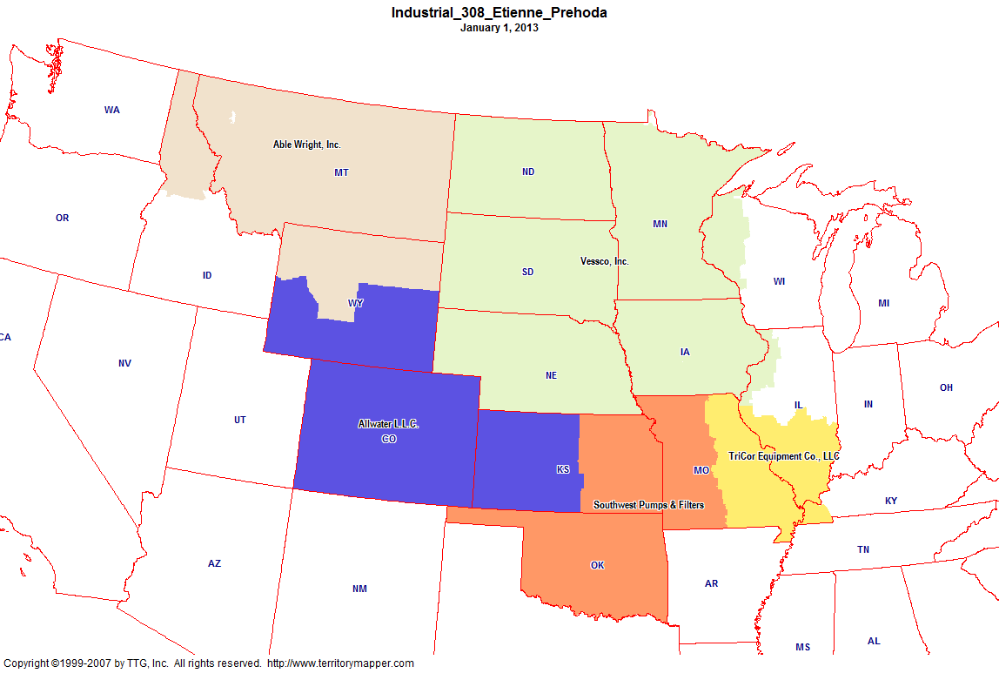 Industrial_308_Etienne_Prehoda
January 1, 2013
WA
Able Wright, Inc.
MT
ND
OR
MN
ID
SD
Vessco, Inc.
WI
WY
MI
CA
NV
IA
NE
OH
UT
Allwater L.L.C.
CO
IL
IN
KS
MO
TriCor Equipment Co., LLC
KY
Southwest Pumps & Filters
AZ
NM
OK
AR
TN
MS
AL
Copyright ©1999-2007 by TTG, Inc. All rights reserved. http://www.territorymapper.com